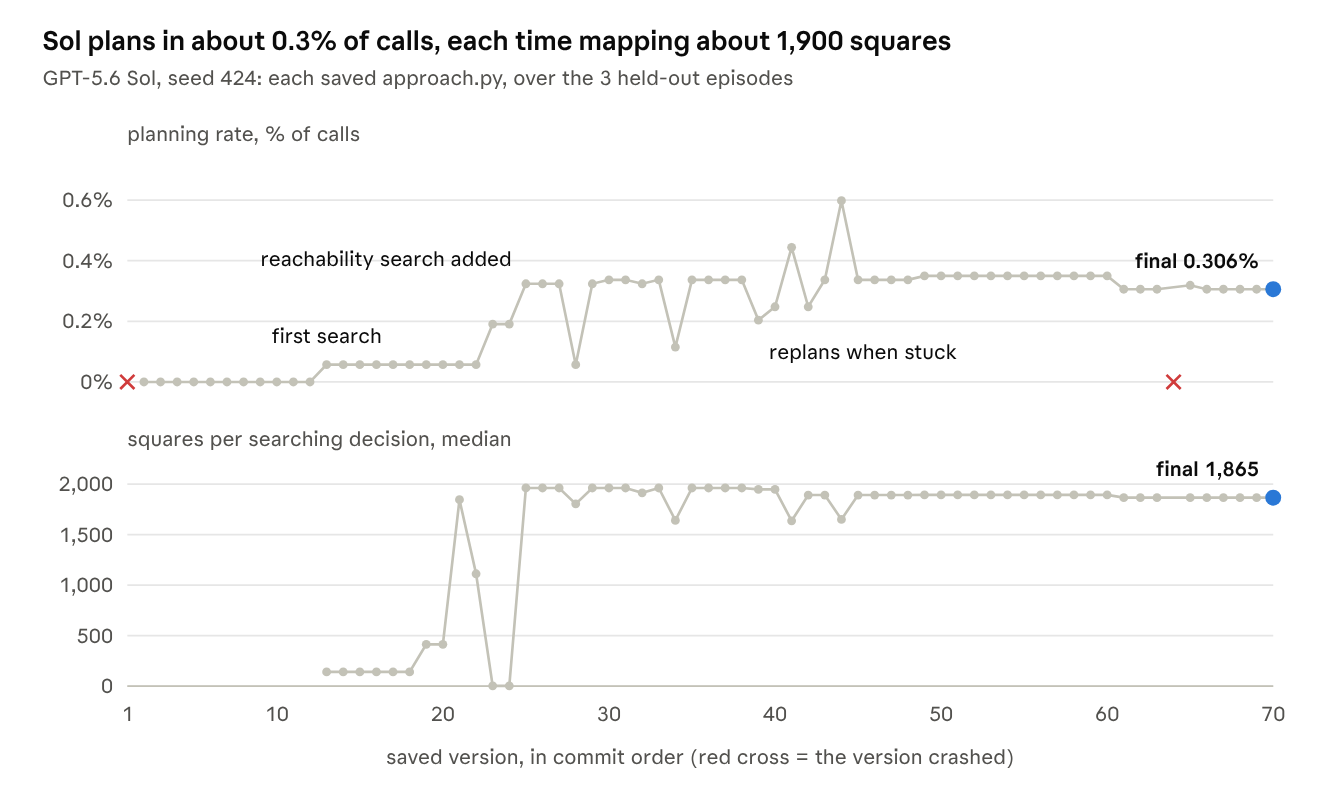 Sol plans in about 0.3% of calls, each time mapping about 1,900 squares
GPT-5.6 Sol, seed 424: each saved approach.py, over the 3 held-out episodes
planning rate, % of calls
0.6%
0.4%
0.2%
0%
reachability search added
first search
replans when stuck
final 0.306%
squares per searching decision, median
final 1,865
2,000
1,500
1,000
500
0
1 10 20 30 40 50 60 70
saved version, in commit order (red cross = the version crashed)